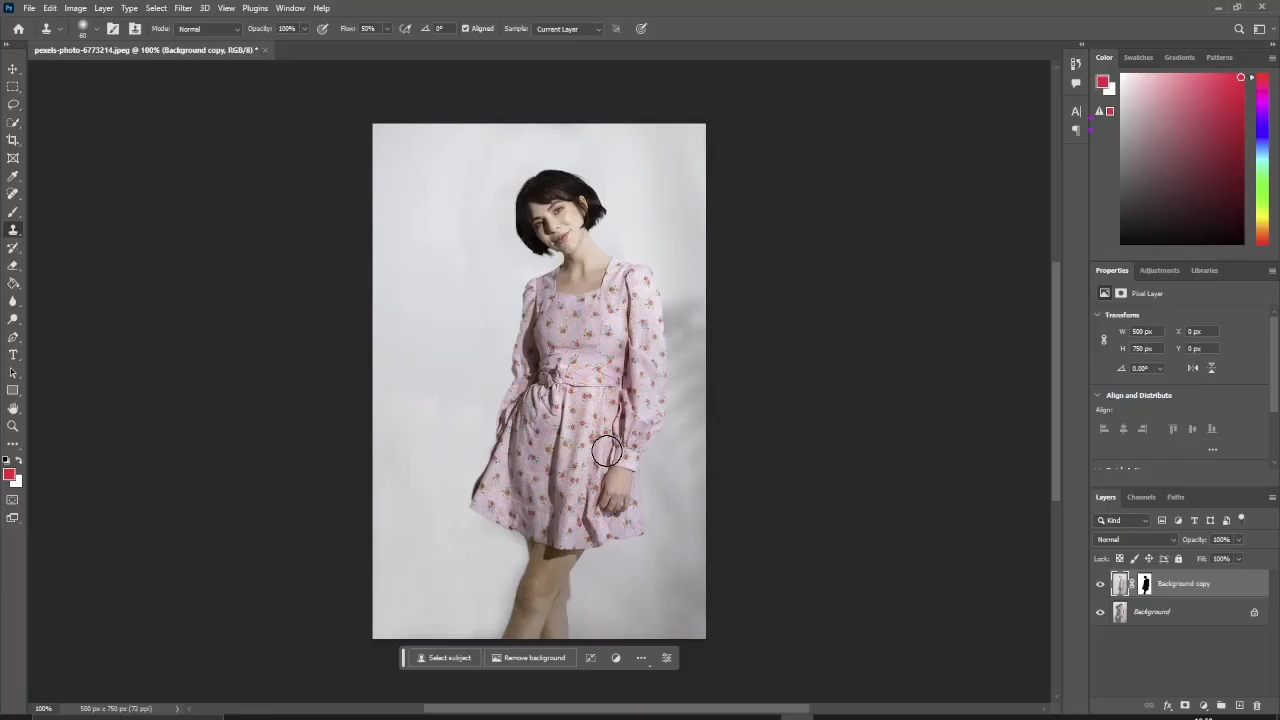 Ps File Edit Image Layer Type Select Filter 3D View Plugins Window Help
60 Mode: Normal Opacity: 100% Flow: 50% 0° Aligned Sample: Current Layer
pexels-photo-6773214.jpeg @ 100% (Background copy, RGB/8) *
Color Swatches Gradients Patterns
Properties Adjustments Libraries
Pixel Layer
Transform
W 500 px X 0 px
H 750 px Y 0 px
0.00°
Align and Distribute
Align:
Layers Channels Paths
Kind
Normal Opacity: 100%
Lock: Fill: 100%
Background copy
Background
Select subject Remove background
100% 500 px x 750 px (72 ppi)